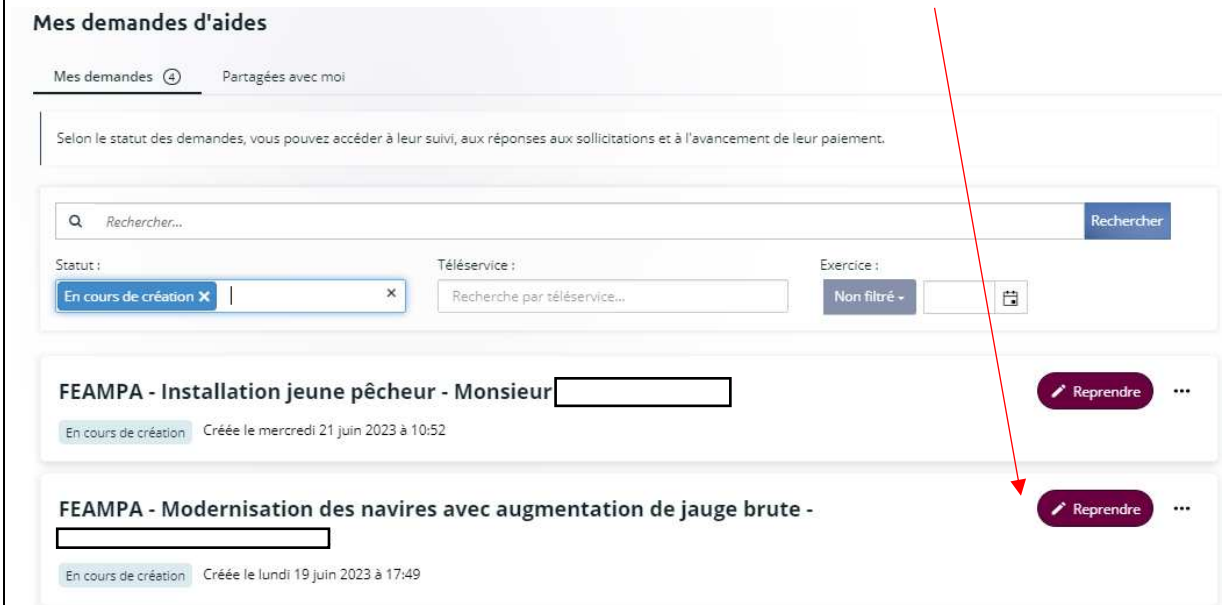 Mes demandes d'aides
Mes demandes 4 Partagées avec moi
Selon le statut des demandes, vous pouvez accéder à leur suivi, aux réponses aux sollicitations et à l'avancement de leur paiement.
Rechercher... Rechercher
Statut : Téléservice : Exercice :
En cours de création × × Recherche par téléservice... Non filtré
FEAMPA - Installation jeune pêcheur - Monsieur Reprendre ...
En cours de création Créée le mercredi 21 juin 2023 à 10:52
FEAMPA - Modernisation des navires avec augmentation de jauge brute - Reprendre ...
En cours de création Créée le lundi 19 juin 2023 à 17:49